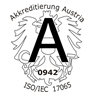 Akkreditierung Austria
A
0942
ISO/IEC 17065